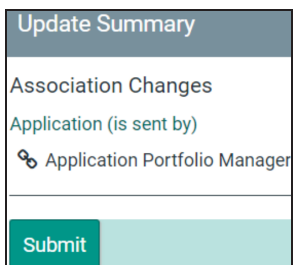 Update Summary
Association Changes
Application (is sent by)
Application Portfolio Manager
Submit